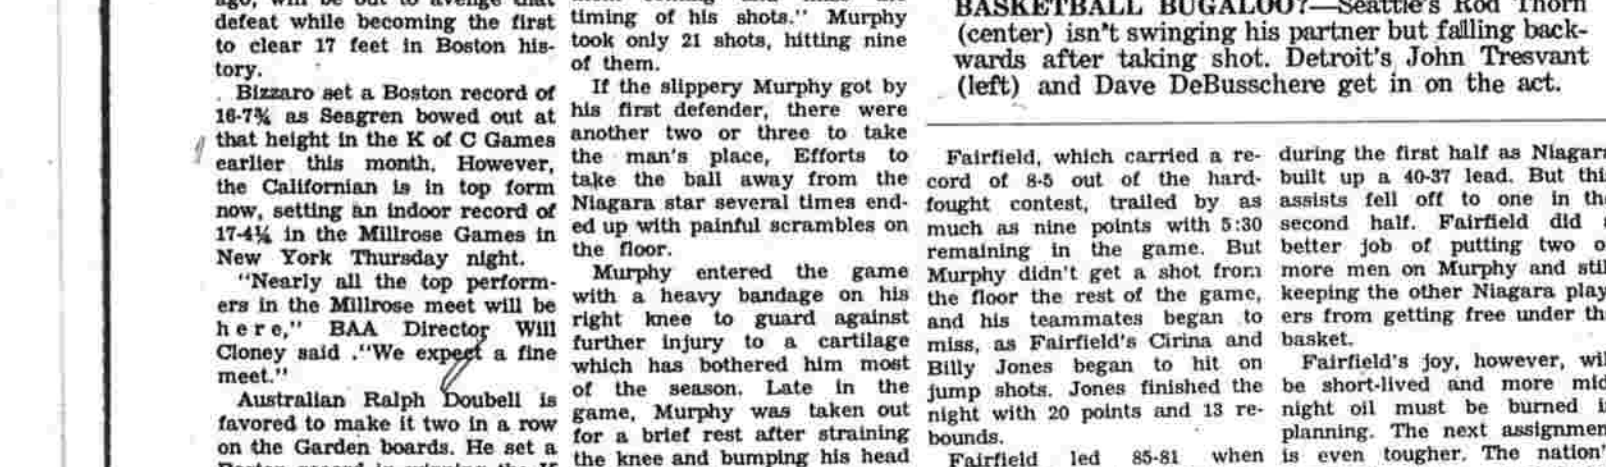 defeat while becoming the first
to clear 17 feet in Boston his-
tory.
Bizzaro set a Boston record of
16-7¾ as Seagren bowed out at
that height in the K of C Games
earlier this month. However,
the Californian is in top form
now, setting an indoor record of
17-4¼ in the Millrose Games in
New York Thursday night.
"Nearly all the top perform-
ers in the Millrose meet will be
here," BAA Director Will
Cloney said ."We expect a fine
meet."
Australian Ralph Doubell is
favored to make it two in a row
on the Garden boards. He set a
timing of his shots." Murphy
took only 21 shots, hitting nine
of them.
If the slippery Murphy got by
his first defender, there were
another two or three to take
the man's place, Efforts to
take the ball away from the
Niagara star several times end-
ed up with painful scrambles on
the floor.
Murphy entered the game
with a heavy bandage on his
right knee to guard against
further injury to a cartilage
which has bothered him most
of the season. Late in the
game, Murphy was taken out
for a brief rest after straining
the knee and bumping his head
BASKETBALL BUGALOO?—Seattle's Rod Thorn
(center) isn't swinging his partner but falling back-
wards after taking shot. Detroit's John Tresvant
(left) and Dave DeBusschere get in on the act.
Fairfield, which carried a re-
cord of 8-5 out of the hard-
fought contest, trailed by as
much as nine points with 5:30
remaining in the game. But
Murphy didn't get a shot from
the floor the rest of the game,
and his teammates began to
miss, as Fairfield's Cirina and
Billy Jones began to hit on
jump shots. Jones finished the
night with 20 points and 13 re-
bounds.
Fairfield led 85-81 when
during the first half as Niagar
built up a 40-37 lead. But thi
assists fell off to one in th
second half. Fairfield did
better job of putting two o
more men on Murphy and stil
keeping the other Niagara play
ers from getting free under th
basket.
Fairfield's joy, however, wil
be short-lived and more mid
night oil must be burned i
planning. The next assignmen
is even tougher. The nation'